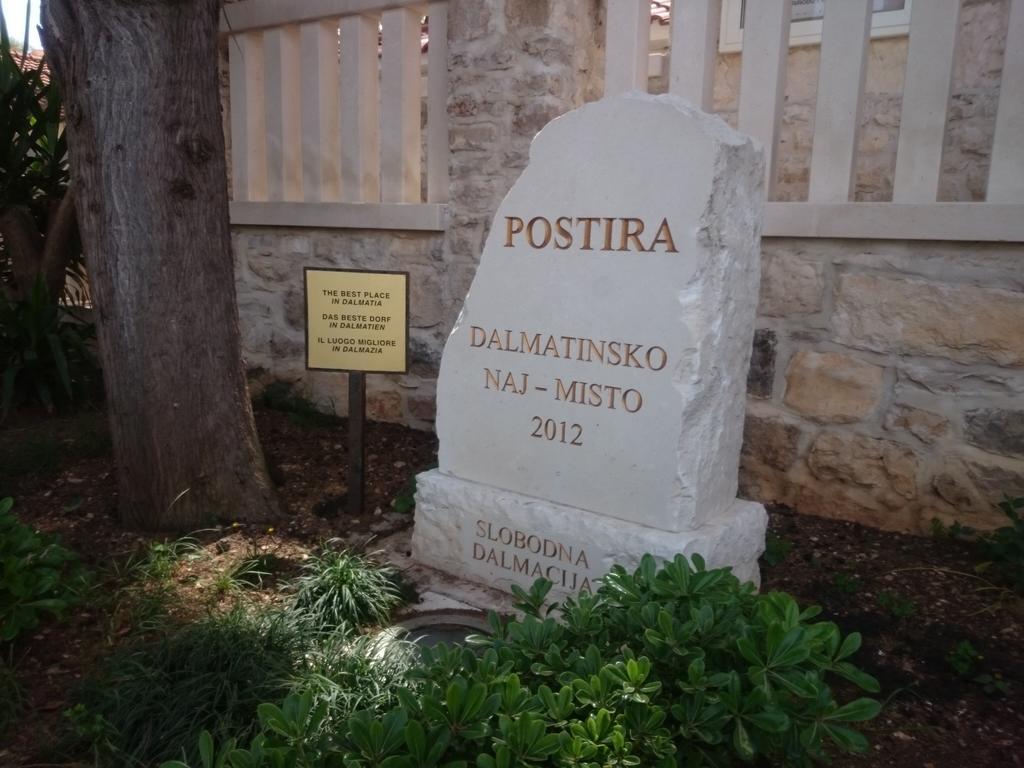 POSTIRA
DALMATINSKO
NAJ – MISTO
2012
SLOBODNA
DALMACIJA
THE BEST PLACE
IN DALMATIA
DAS BESTE DORF
IN DALMATIEN
IL LUOGO MIGLIORE
IN DALMAZIA